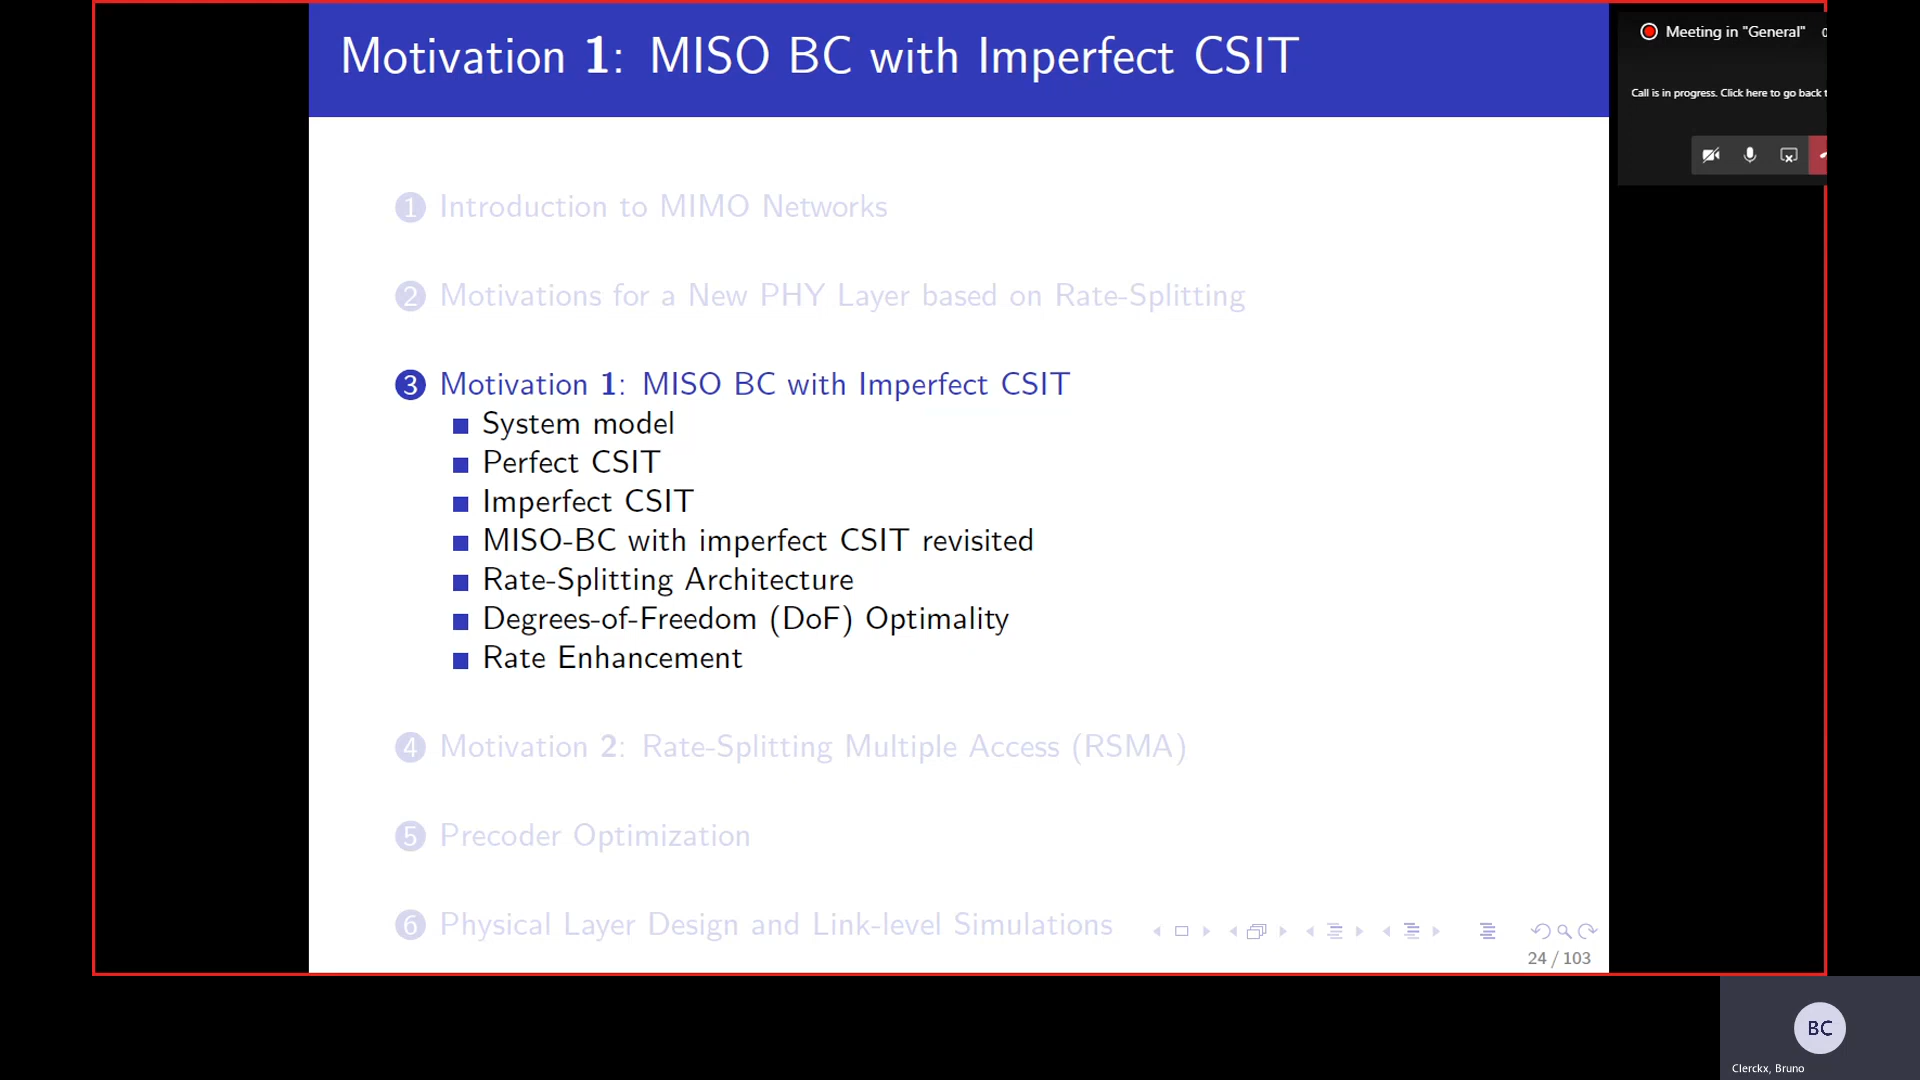 Motivation 1: MISO BC with Imperfect CSIT
Meeting in "General"
Call is in progress. Click here to go back
1 Introduction to MIMO Networks
2 Motivations for a New PHY Layer based on Rate-Splitting
3 Motivation 1: MISO BC with Imperfect CSIT
System model
Perfect CSIT
Imperfect CSIT
MISO-BC with imperfect CSIT revisited
Rate-Splitting Architecture
Degrees-of-Freedom (DoF) Optimality
Rate Enhancement
4 Motivation 2: Rate-Splitting Multiple Access (RSMA)
5 Precoder Optimization
6 Physical Layer Design and Link-level Simulations
24 / 103
BC
Clerckx, Bruno